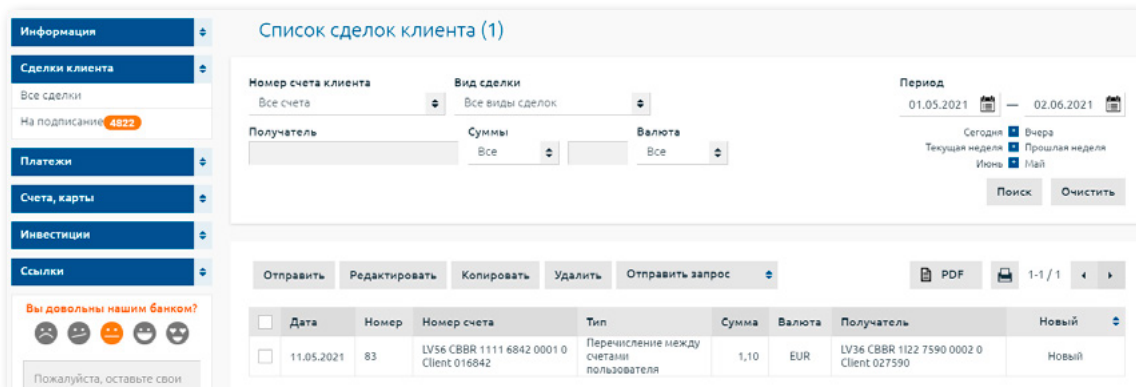 Информация
Сделки клиента
Все сделки
На подписание 4822
Платежи
Счета, карты
Инвестиции
Ссылки
Вы довольны нашим банком?
Пожалуйста, оставьте свои
Список сделок клиента (1)
Номер счета клиента Вид сделки Период
Все счета Все виды сделок 01.05.2021 — 02.06.2021
Получатель Суммы Валюта
Все Все
Сегодня Вчера
Текущая неделя Прошлая неделя
Июнь Май
Поиск Очистить
Отправить Редактировать Копировать Удалить Отправить запрос PDF 1-1 / 1
Дата Номер Номер счета Тип Сумма Валюта Получатель Новый
11.05.2021 83 LV56 CBBR 1111 6842 0001 0 Перечисление между 1,10 EUR LV36 CBBR 1122 7590 0002 0 Новый
Client 016842 счетами Client 027590
пользователя